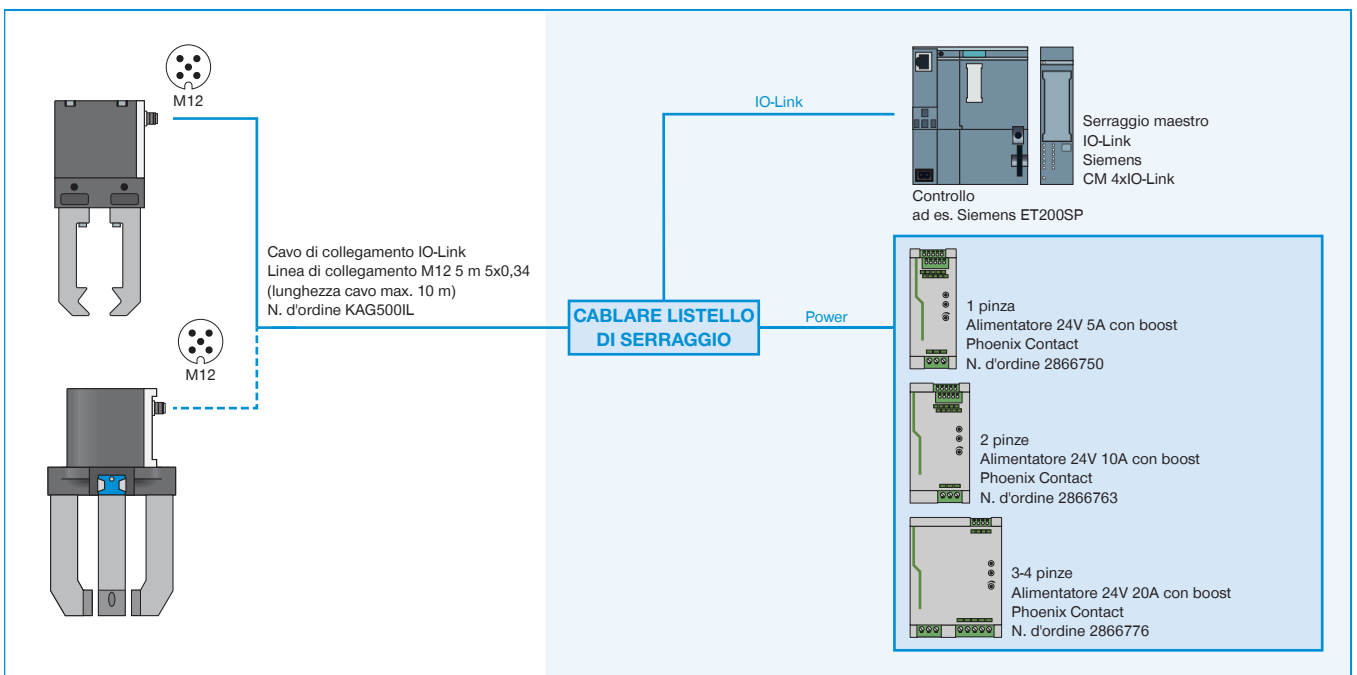 M12
Cavo di collegamento IO-Link
Linea di collegamento M12 5 m 5x0,34
(lunghezza cavo max. 10 m)
N. d'ordine KAG500IL
M12
CABLARE LISTELLO
DI SERRAGGIO
IO-Link
Power
Serraggio maestro
IO-Link
Siemens
CM 4xIO-Link
Controllo
ad es. Siemens ET200SP
1 pinza
Alimentatore 24V 5A con boost
Phoenix Contact
N. d'ordine 2866750
2 pinze
Alimentatore 24V 10A con boost
Phoenix Contact
N. d'ordine 2866763
3-4 pinze
Alimentatore 24V 20A con boost
Phoenix Contact
N. d'ordine 2866776